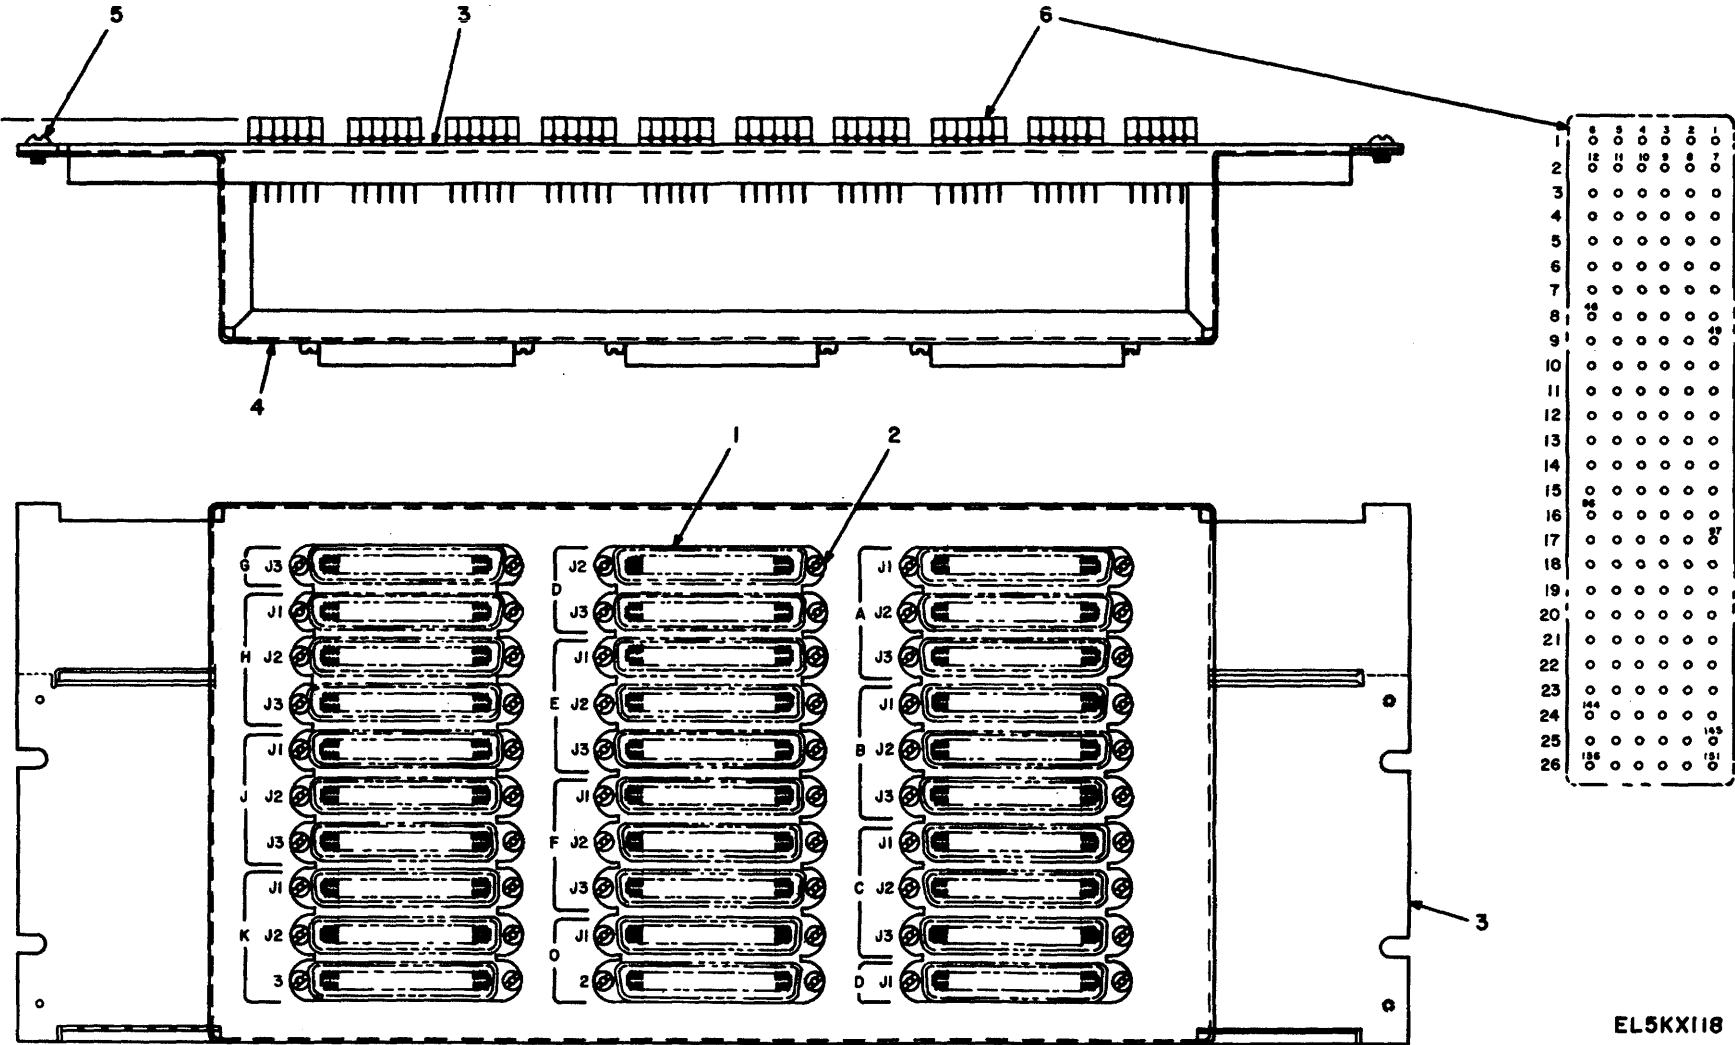 5 3 6
6 5 4 3 2 1
1
12 11 10 9 8 7
2
3
4
5
6
7
48
8
49
9
10
11
12
13
14
15
96
16
97
17
18
19
20
21
22
23
144
24
145
25
156 151
26
4
1 2
G J3
H J1
J2
J3
J J1
J2
J3
K J1
J2
3
D J2
J3
E J1
J2
J3
F J1
J2
J3
O J1
2
A J1
J2
J3
B J1
J2
J3
C J1
J2
J3
D J1
3
EL5KX118